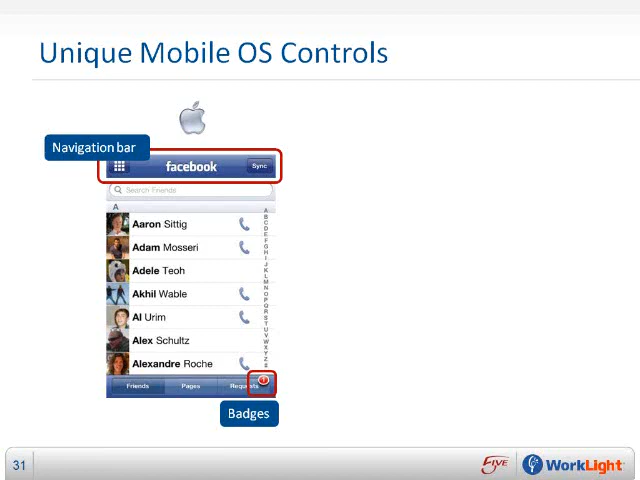 Unique Mobile OS Controls
Navigation bar
facebook
Sync
Search Friends
A
Aaron Sittig
Adam Mosseri
Adele Teoh
Akhil Wable
Al Urim
Alex Schultz
Alexandre Roche
A
B
C
D
E
F
G
H
I
J
K
L
M
N
O
P
Q
R
S
T
U
V
W
X
Y
Z
#
Friends
Pages
Requests
1
Badges
31
FIVE
WorkLight